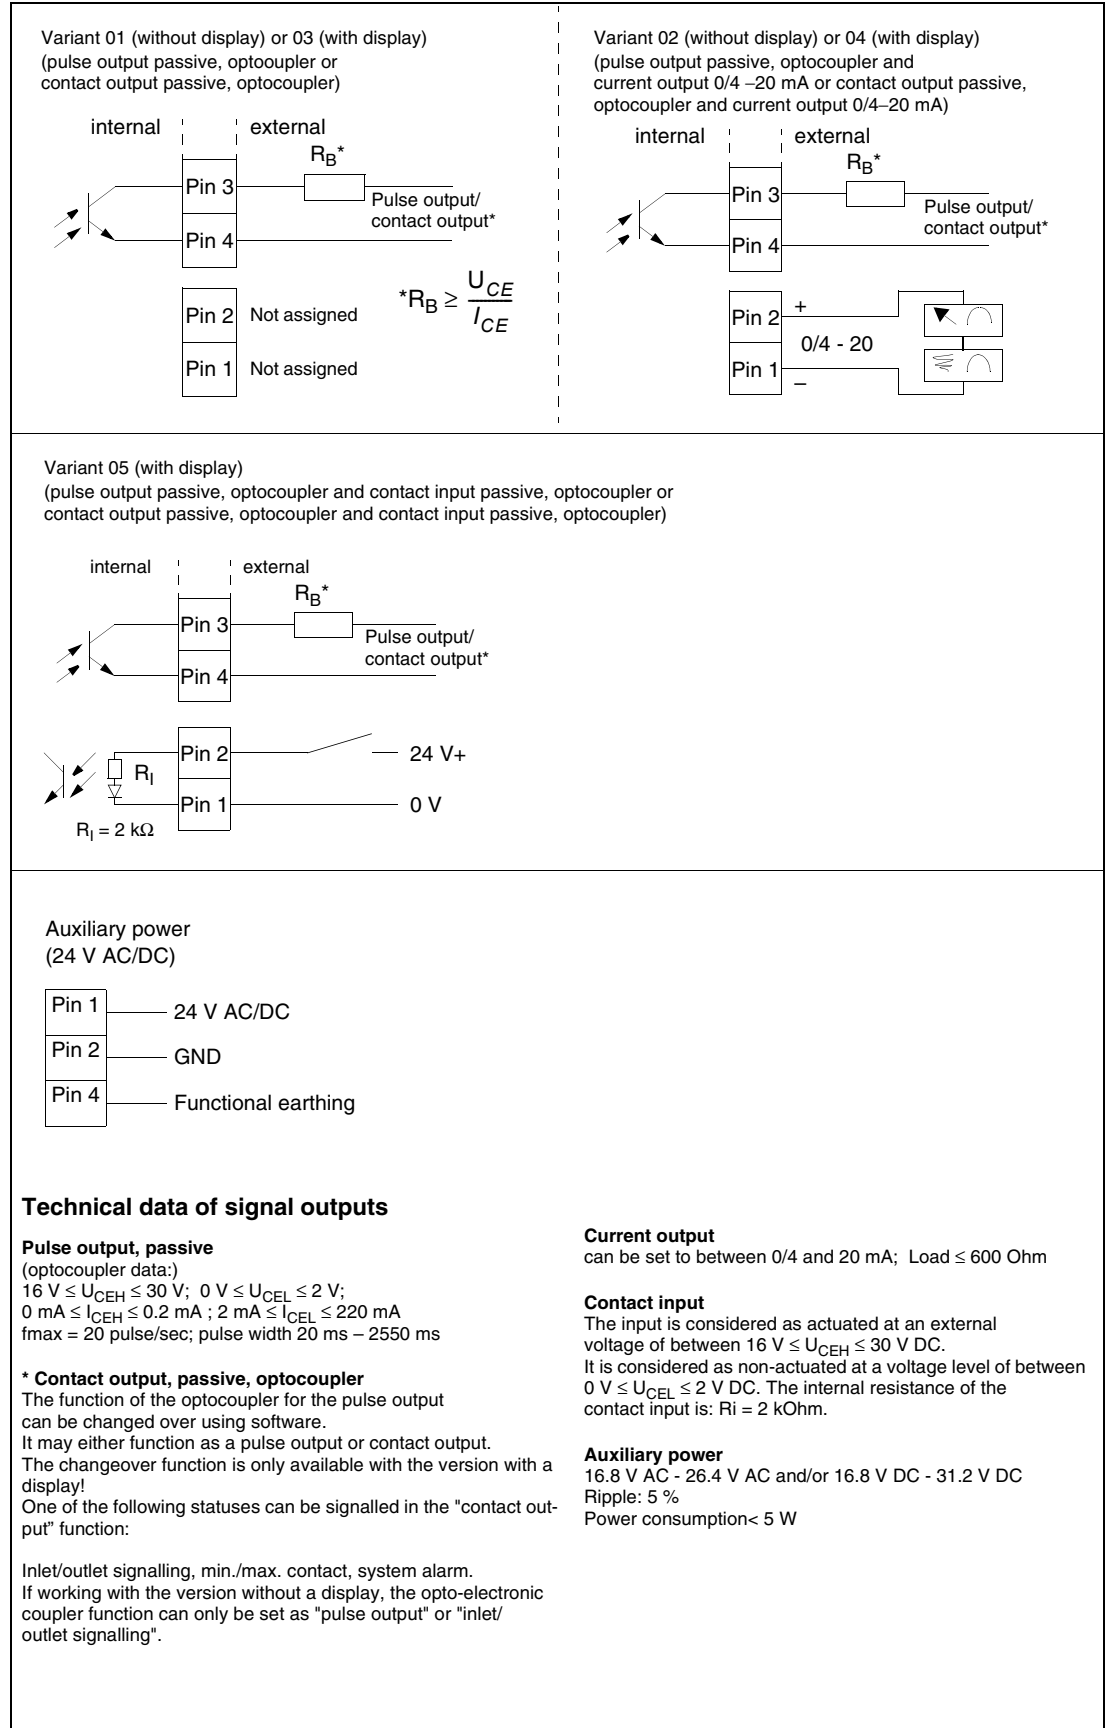 Variant 01 (without display) or 03 (with display)
(pulse output passive, optooupler or
contact output passive, optocoupler)
internal
external
RB*
Pin 3
Pulse output/
contact output*
Pin 4
*RB ≥ UCE
ICE
Pin 2
Not assigned
Pin 1
Not assigned
Variant 02 (without display) or 04 (with display)
(pulse output passive, optocoupler and
current output 0/4 –20 mA or contact output passive,
optocoupler and current output 0/4–20 mA)
internal
external
RB*
Pin 3
Pulse output/
contact output*
Pin 4
Pin 2
+
0/4 - 20
Pin 1
–
Variant 05 (with display)
(pulse output passive, optocoupler and contact input passive, optocoupler or
contact output passive, optocoupler and contact input passive, optocoupler)
internal
external
RB*
Pin 3
Pulse output/
contact output*
Pin 4
Pin 2
24 V+
RI
Pin 1
0 V
RI = 2 kΩ
Auxiliary power
(24 V AC/DC)
Pin 1
24 V AC/DC
Pin 2
GND
Pin 4
Functional earthing
Technical data of signal outputs
Pulse output, passive
(optocoupler data:)
16 V ≤ UCEH ≤ 30 V; 0 V ≤ UCEL ≤ 2 V;
0 mA ≤ ICEH ≤ 0.2 mA ; 2 mA ≤ ICEL ≤ 220 mA
fmax = 20 pulse/sec; pulse width 20 ms – 2550 ms
* Contact output, passive, optocoupler
The function of the optocoupler for the pulse output
can be changed over using software.
It may either function as a pulse output or contact output.
The changeover function is only available with the version with a
display!
One of the following statuses can be signalled in the "contact out-
put" function:
Inlet/outlet signalling, min./max. contact, system alarm.
If working with the version without a display, the opto-electronic
coupler function can only be set as "pulse output" or "inlet/
outlet signalling".
Current output
can be set to between 0/4 and 20 mA; Load ≤ 600 Ohm
Contact input
The input is considered as actuated at an external
voltage of between 16 V ≤ UCEH ≤ 30 V DC.
It is considered as non-actuated at a voltage level of between
0 V ≤ UCEL ≤ 2 V DC. The internal resistance of the
contact input is: Ri = 2 kOhm.
Auxiliary power
16.8 V AC - 26.4 V AC and/or 16.8 V DC - 31.2 V DC
Ripple: 5 %
Power consumption< 5 W